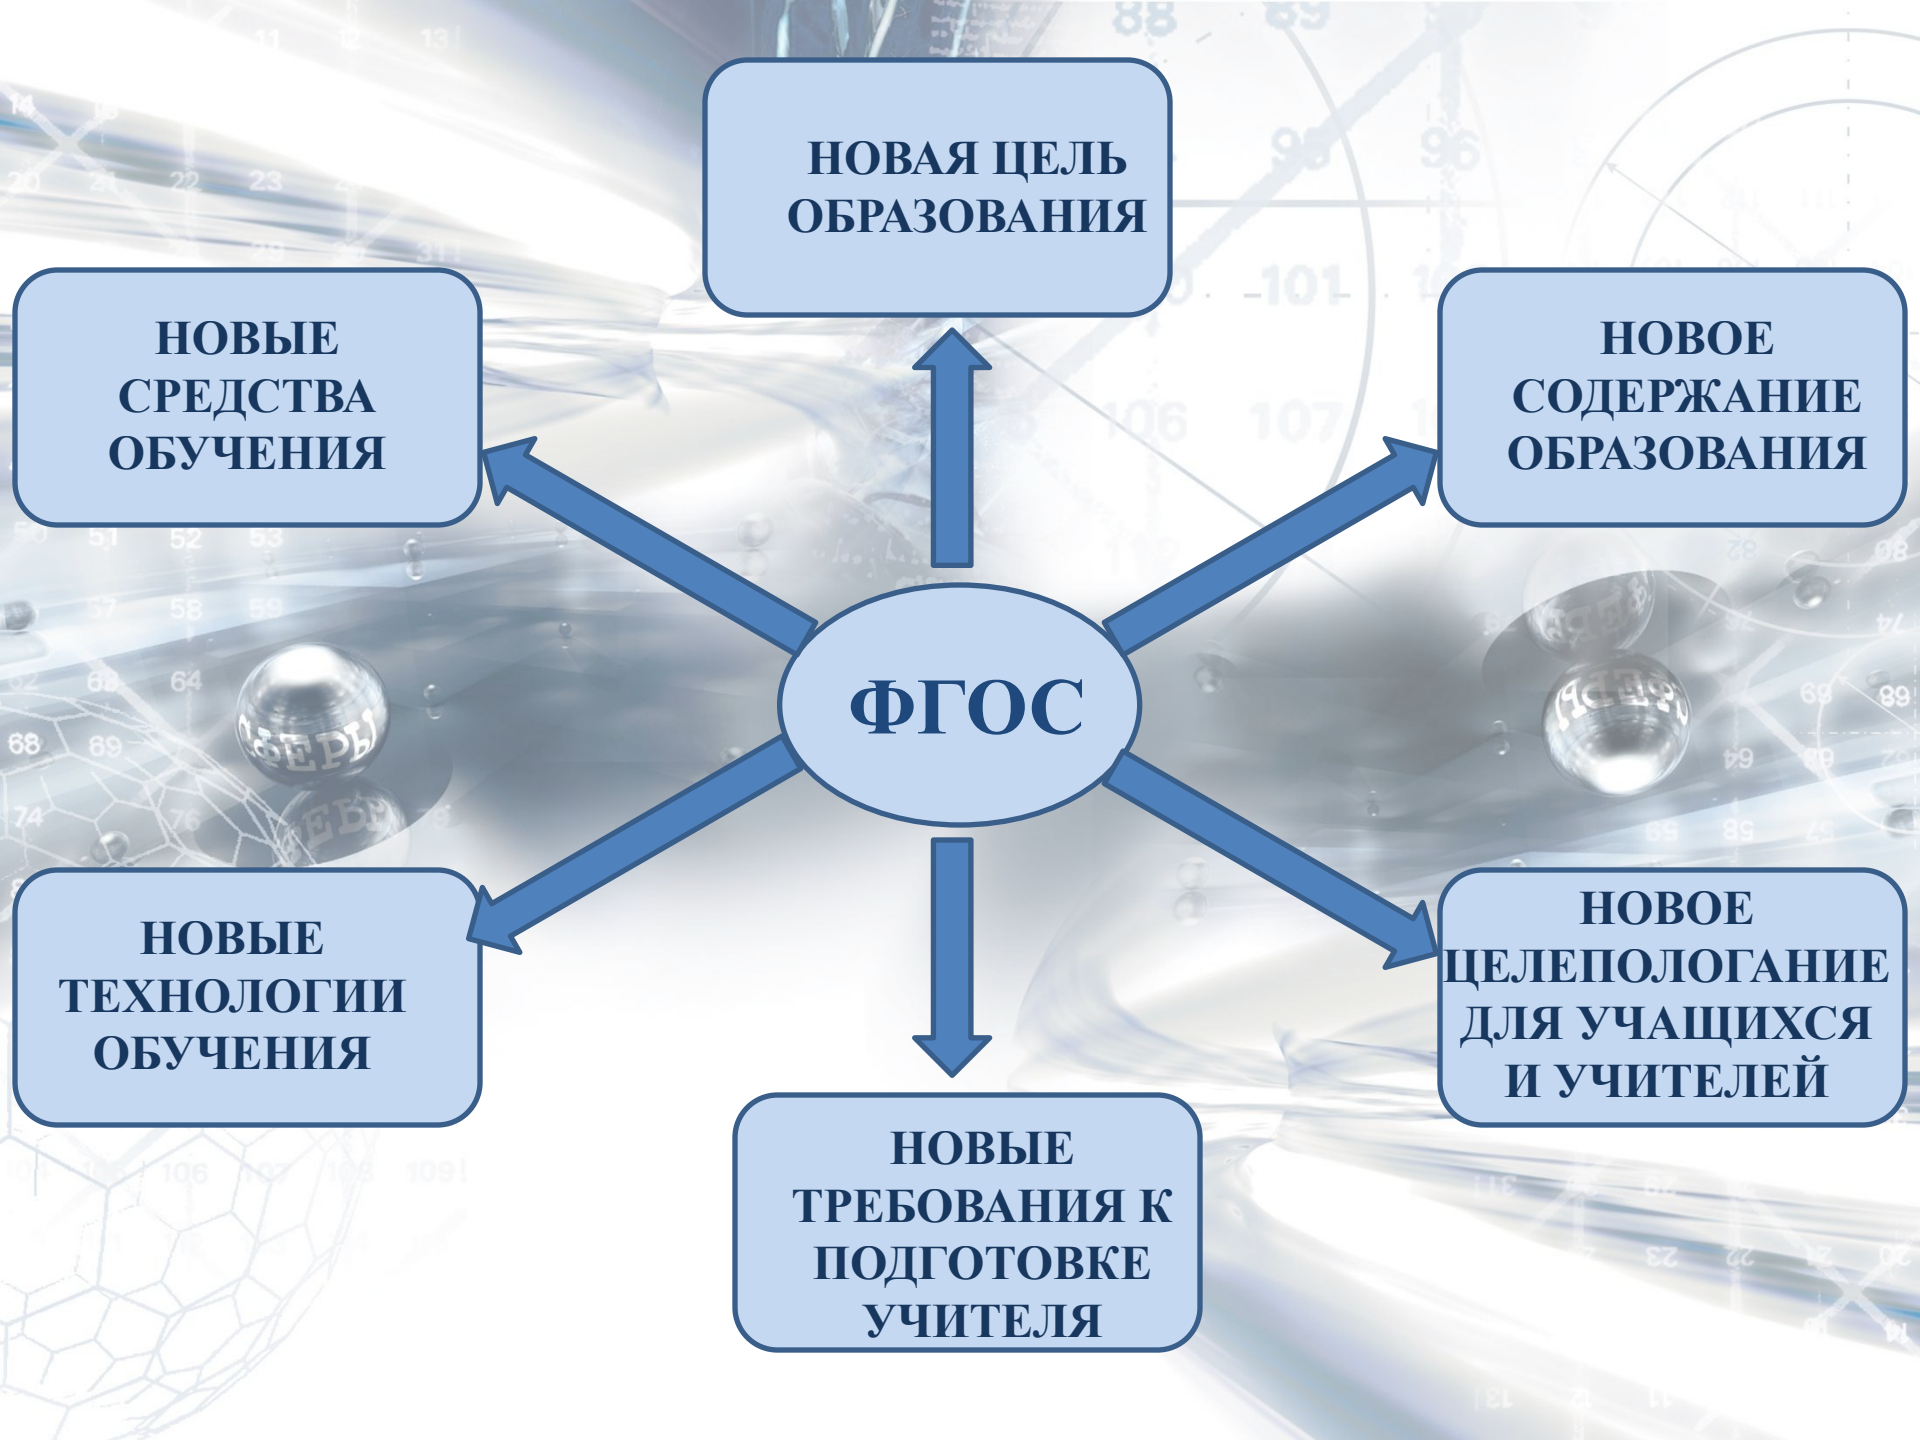 НОВАЯ ЦЕЛЬ
ОБРАЗОВАНИЯ
НОВЫЕ
СРЕДСТВА
ОБУЧЕНИЯ
НОВОЕ
СОДЕРЖАНИЕ
ОБРАЗОВАНИЯ
ФГОС
НОВЫЕ
ТЕХНОЛОГИИ
ОБУЧЕНИЯ
НОВОЕ
ЦЕЛЕПОЛОГАНИЕ
ДЛЯ УЧАЩИХСЯ
И УЧИТЕЛЕЙ
НОВЫЕ
ТРЕБОВАНИЯ К
ПОДГОТОВКЕ
УЧИТЕЛЯ